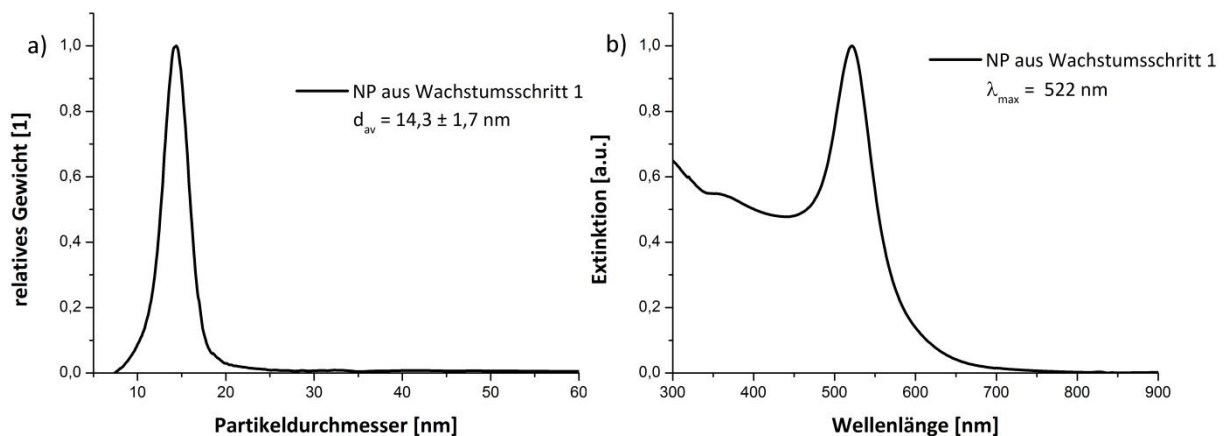 a)
relatives Gewicht [1]
1,0
0,8
0,6
0,4
0,2
0,0
NP aus Wachstumsschritt 1
d_av = 14,3 ± 1,7 nm
10 20 30 40 50 60
Partikeldurchmesser [nm]
b)
Extinktion [a.u.]
1,0
0,8
0,6
0,4
0,2
0,0
NP aus Wachstumsschritt 1
λ_max = 522 nm
300 400 500 600 700 800 900
Wellenlänge [nm]